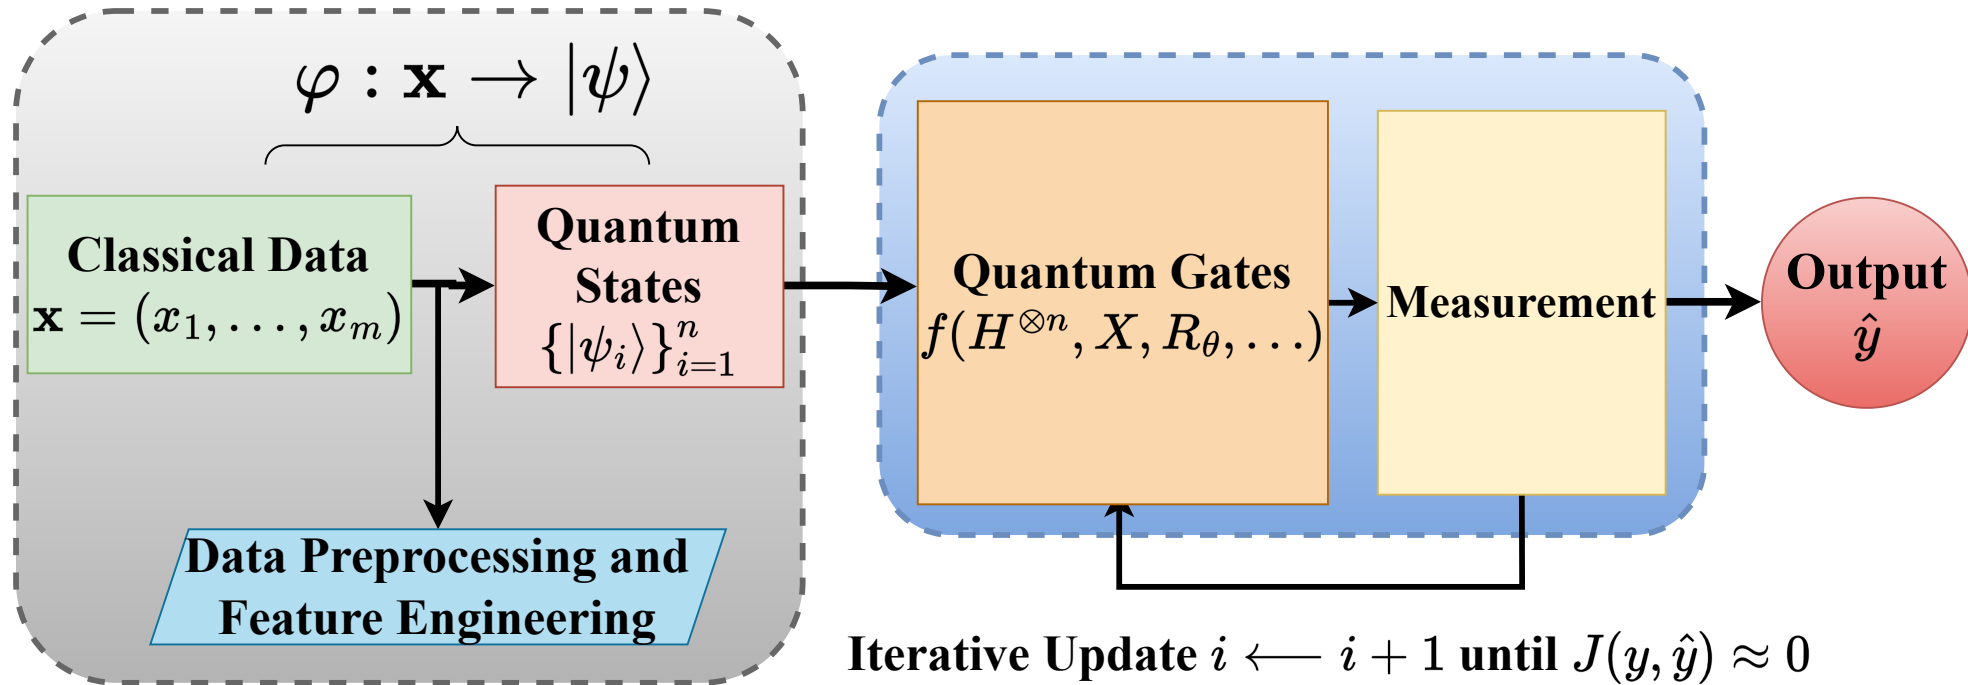 φ : x → |ψ⟩
Classical Data
x = (x₁, . . . , xₘ)
Quantum
States
{|ψᵢ⟩}ⁿᵢ₌₁
Data Preprocessing and
Feature Engineering
Quantum Gates
f(H^{⊗n}, X, R_θ, . . .)
Measurement
Output
ŷ
Iterative Update i ⟵ i + 1 until J(y, ŷ) ≈ 0